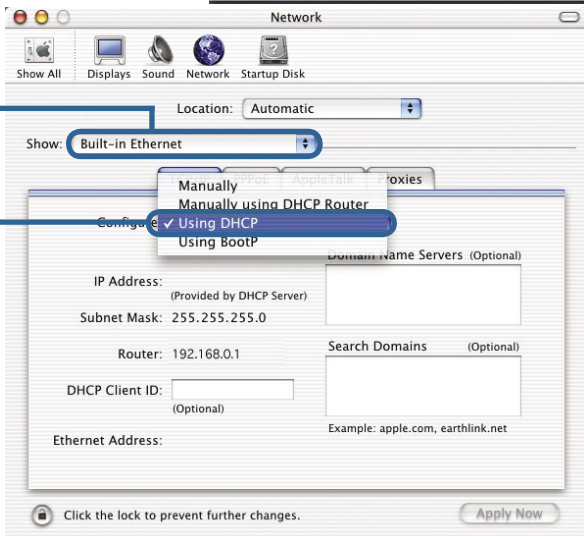 Network
Show All Displays Sound Network Startup Disk
Location: Automatic
Show: Built-in Ethernet
PPPoE AppleTalk Proxies
Manually
Manually using DHCP Router
Configure ✓ Using DHCP
Using BootP
Domain Name Servers (Optional)
IP Address:
(Provided by DHCP Server)
Subnet Mask: 255.255.255.0
Router: 192.168.0.1
Search Domains (Optional)
DHCP Client ID:
(Optional)
Example: apple.com, earthlink.net
Ethernet Address:
Click the lock to prevent further changes.
Apply Now